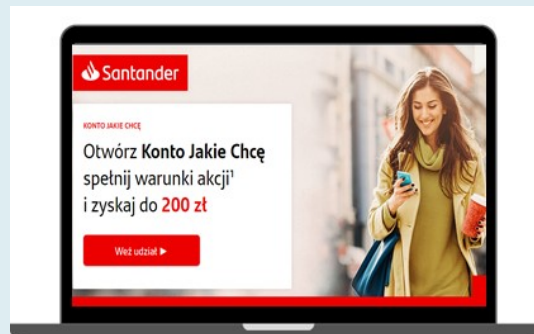 Santander
KONTO JAKIE CHCĘ
Otwórz Konto Jakie Chcę
spełnij warunki akcji¹
i zyskaj do 200 zł
Weź udział ▶